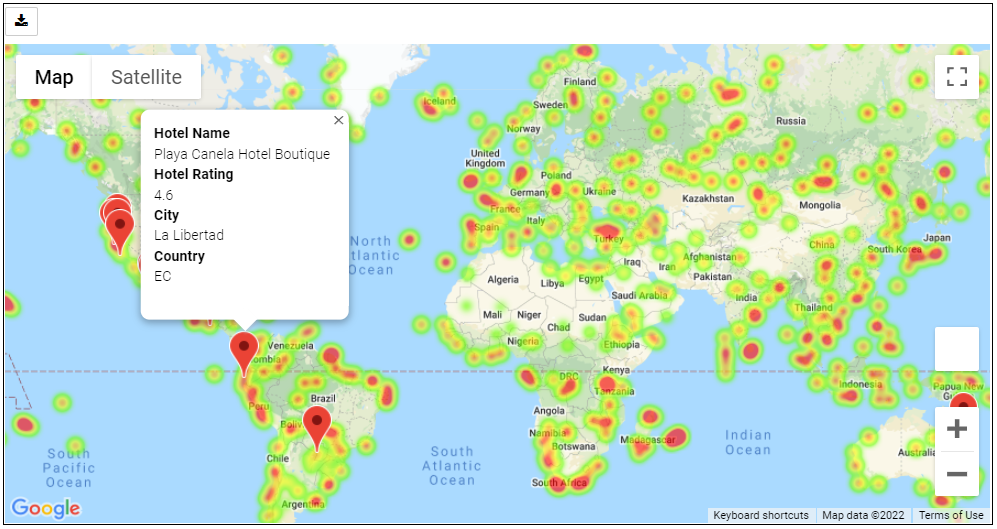 Map
Satellite
Hotel Name
Playa Canela Hotel Boutique
Hotel Rating
4.6
City
La Libertad
Country
EC
Iceland
Finland
Sweden
Norway
Russia
United
Kingdom
Poland
Germany
Ukraine
France
Italy
Spain
Turkey
Kazakhstan
Mongolia
China
South Korea
Japan
North
Atlantic
Ocean
Algeria
Libya
Egypt
Iraq
Iran
Afghanistan
Pakistan
Saudi Arabia
India
Thailand
Mali
Niger
Chad
Sudan
Nigeria
Ethiopia
Venezuela
Kenya
DRC
Tanzania
Indonesia
Papua New
Peru
Brazil
Angola
Namibia
Botswana
Madagascar
Chile
South
Pacific
Ocean
South
Atlantic
Ocean
Indian
Ocean
South Africa
Argentina
Google
Keyboard shortcuts
Map data ©2022
Terms of Use